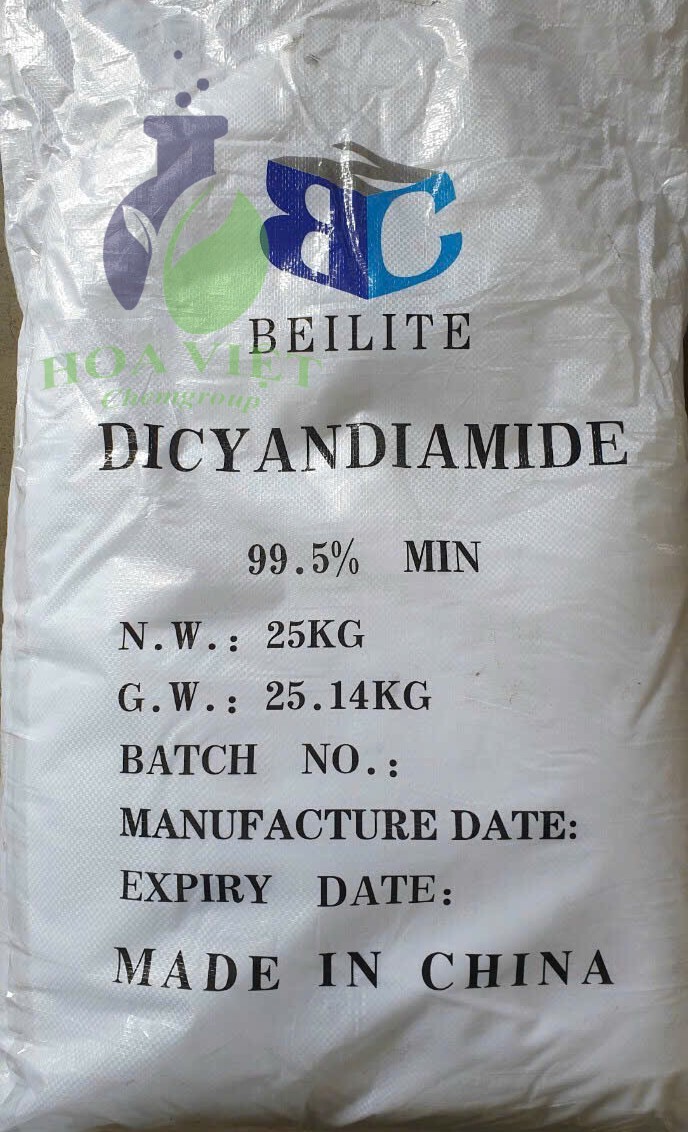 BC
BEILITE
HOA VIỆT
Chemgroup
DICYANDIAMIDE
99.5% MIN
N.W.: 25KG
G.W.: 25.14KG
BATCH NO.:
MANUFACTURE DATE:
EXPIRY DATE:
MADE IN CHINA